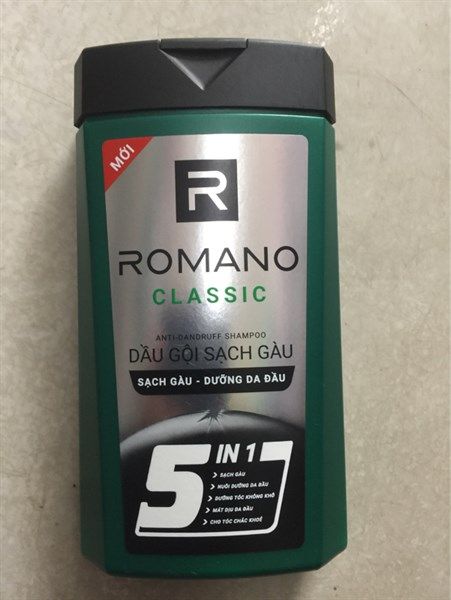 MỚI
R
ROMANO
CLASSIC
ANTI-DANDRUFF SHAMPOO
DẦU GỘI SẠCH GÀU
SẠCH GÀU - DƯỠNG DA ĐẦU
5 IN 1
SẠCH GÀU
NUÔI DƯỠNG DA ĐẦU
DƯỠNG TÓC KHÔNG KHÔ
MÁT DỊU DA ĐẦU
CHO TÓC CHẮC KHOẺ